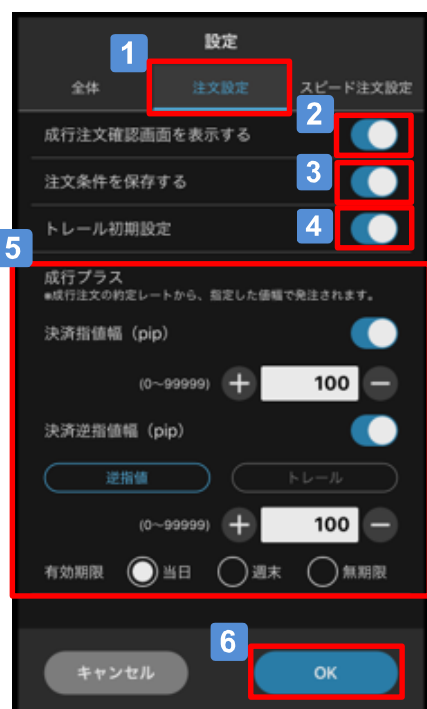 設定
1
全体 注文設定 スピード注文設定
2
成行注文確認画面を表示する
3
注文条件を保存する
4
トレール初期設定
5
成行プラス
※成行注文の約定レートから、指定した値幅で発注されます。
決済指値幅（pip）
(0~99999) + 100 −
決済逆指値幅（pip）
逆指値 トレール
(0~99999) + 100 −
有効期限 当日 週末 無期限
6
キャンセル OK